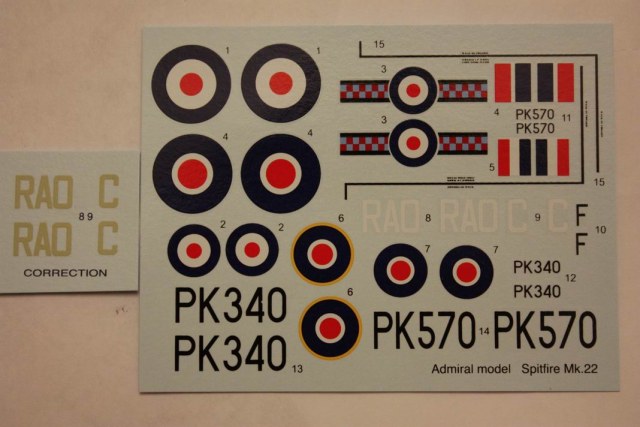 15
1 1
3
4 PK570 11
PK570
3
4 4
5
15
RAO C
8 9
RAO C
CORRECTION
RAO 8 RAO C 9 C F 10
F
2 2 6 7 7
PK340 12
PK340
6
PK340
PK340 13
PK570 14 PK570
Admiral model Spitfire Mk.22